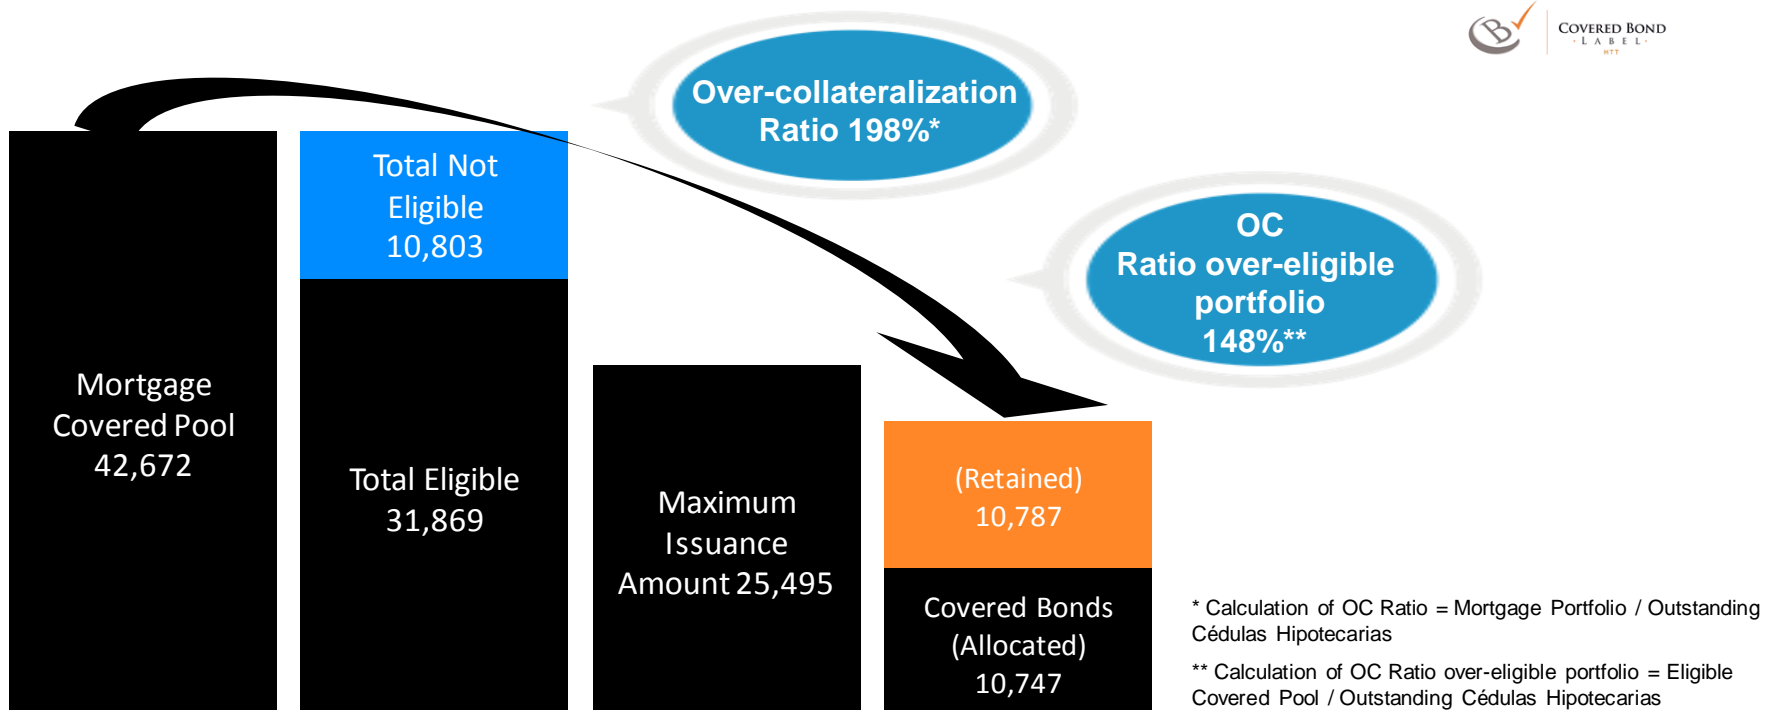 COVERED BOND
· L A B E L ·
HTT
Over-collateralization
Ratio 198%*
OC
Ratio over-eligible
portfolio
148%**
Mortgage
Covered Pool
42,672
Total Not
Eligible
10,803
Total Eligible
31,869
Maximum
Issuance
Amount 25,495
(Retained)
10,787
Covered Bonds
(Allocated)
10,747
* Calculation of OC Ratio = Mortgage Portfolio / Outstanding
Cédulas Hipotecarias
** Calculation of OC Ratio over-eligible portfolio = Eligible
Covered Pool / Outstanding Cédulas Hipotecarias